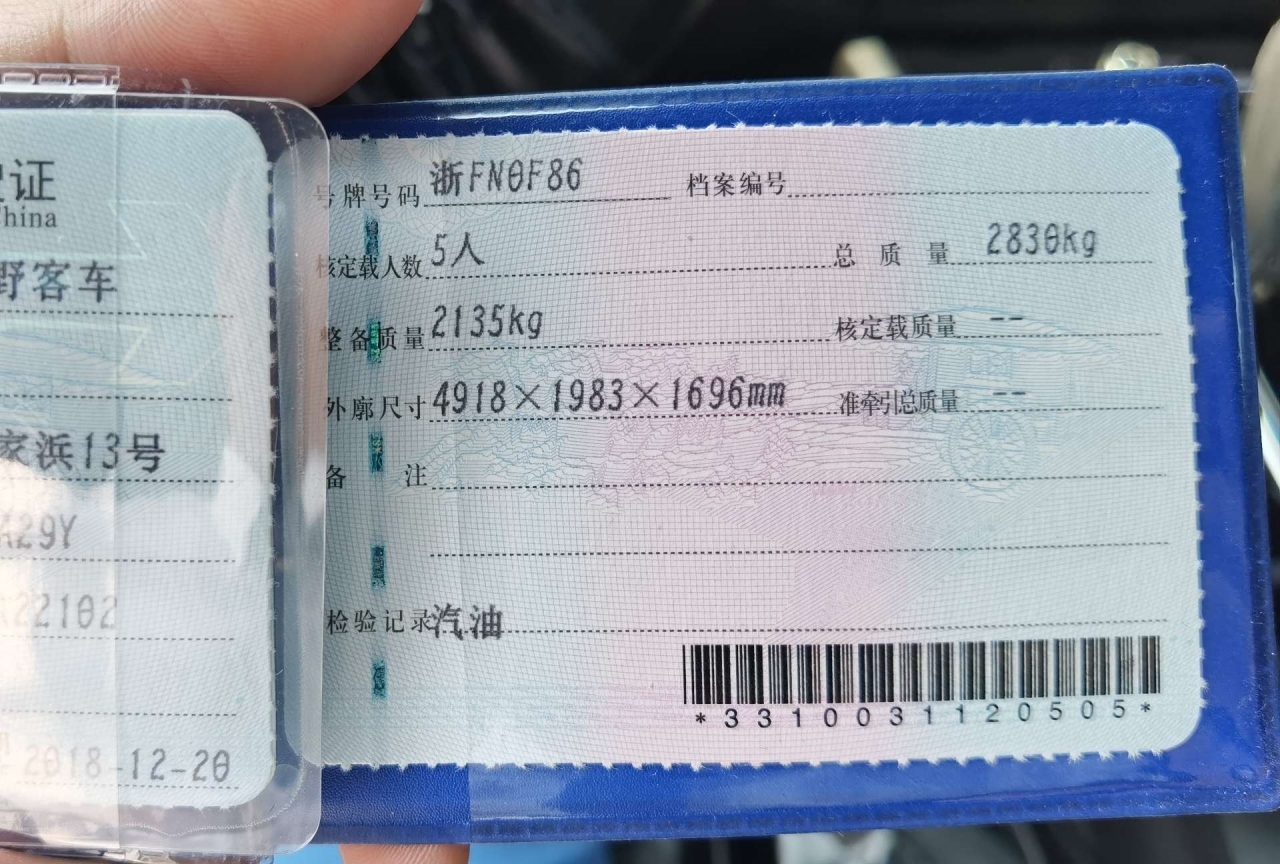 证
China
野客车
家浜13号
29Y
22102
2018-12-20
号牌号码 浙FN0F86 档案编号
核定载人数 5人 总质量 2830kg
整备质量 2135kg 核定载质量 --
外廓尺寸 4918×1983×1696mm 准牵引总质量 --
备注
检验记录 汽油
*3310031120505*